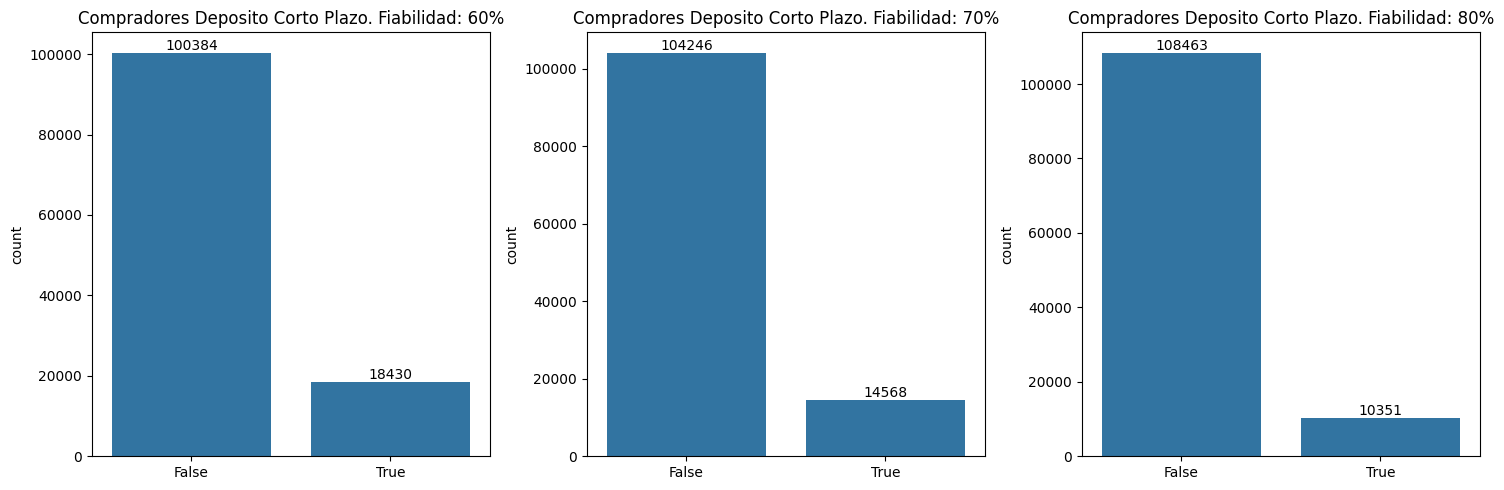 Compradores Deposito Corto Plazo. Fiabilidad: 60%
100384
18430
100000
80000
60000
40000
20000
0
count
False
True
Compradores Deposito Corto Plazo. Fiabilidad: 70%
104246
14568
100000
80000
60000
40000
20000
0
count
False
True
Compradores Deposito Corto Plazo. Fiabilidad: 80%
108463
10351
100000
80000
60000
40000
20000
0
count
False
True